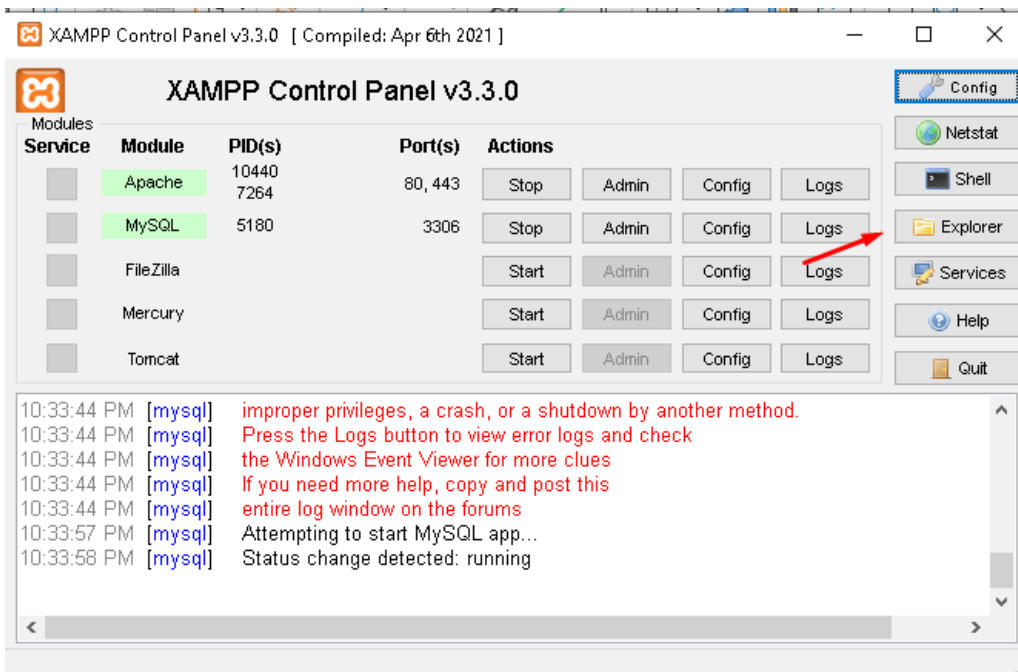 XAMPP Control Panel v3.3.0 [ Compiled: Apr 6th 2021 ]
XAMPP Control Panel v3.3.0
Config
Modules
Service Module PID(s) Port(s) Actions
Netstat
Apache 10440 7264 80, 443 Stop Admin Config Logs
Shell
MySQL 5180 3306 Stop Admin Config Logs
Explorer
FileZilla Start Admin Config Logs
Services
Mercury Start Admin Config Logs
Help
Tomcat Start Admin Config Logs
Quit
10:33:44 PM [mysql] improper privileges, a crash, or a shutdown by another method.
10:33:44 PM [mysql] Press the Logs button to view error logs and check
10:33:44 PM [mysql] the Windows Event Viewer for more clues
10:33:44 PM [mysql] If you need more help, copy and post this
10:33:44 PM [mysql] entire log window on the forums
10:33:57 PM [mysql] Attempting to start MySQL app...
10:33:58 PM [mysql] Status change detected: running